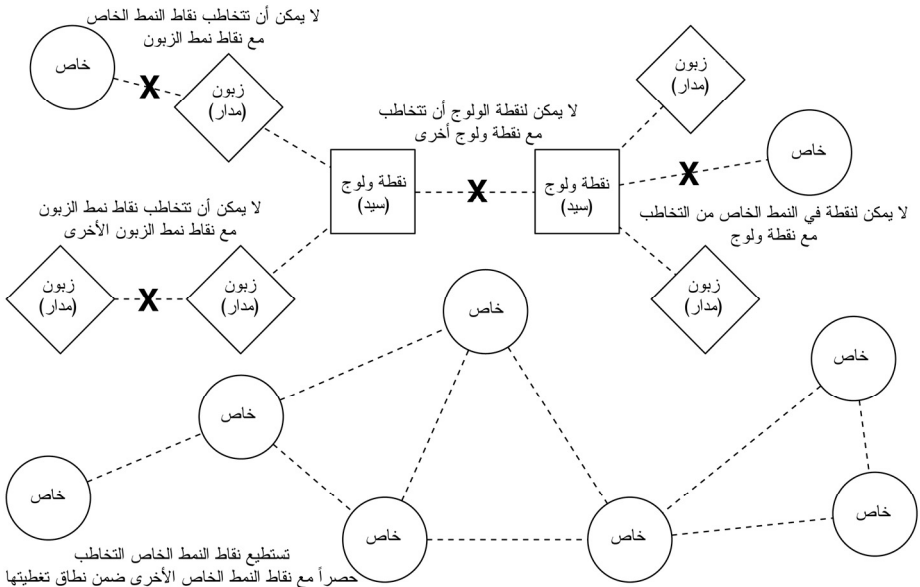 لا يمكن أن تتخاطب نقاط النمط الخاص
مع نقاط نمط الزبون
خاص
زبون
(مدار)
زبون
(مدار)
لا يمكن لنقطة الولوج أن تتخاطب
مع نقطة ولوج أخرى
خاص
نقطة ولوج
(سيد)
نقطة ولوج
(سيد)
لا يمكن أن تتخاطب نقاط نمط الزبون
مع نقاط نمط الزبون الأخرى
لا يمكن لنقطة في النمط الخاص من التخاطب
مع نقطة ولوج
زبون
(مدار)
زبون
(مدار)
زبون
(مدار)
خاص
خاص
خاص
خاص
خاص
خاص
خاص
تستطيع نقاط النمط الخاص التخاطب
حصراً مع نقاط النمط الخاص الأخرى ضمن نطاق تغطيتها